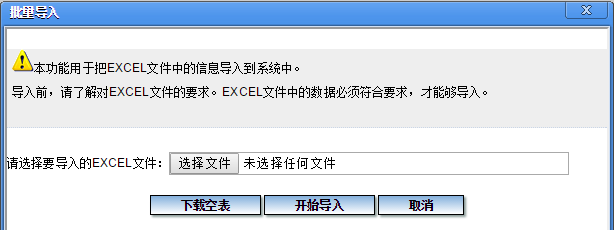 批量导入
本功能用于把EXCEL文件中的信息导入到系统中。
导入前，请了解对EXCEL文件的要求。EXCEL文件中的数据必须符合要求，才能够导入。
请选择要导入的EXCEL文件： 选择文件 未选择任何文件
下载空表 开始导入 取消